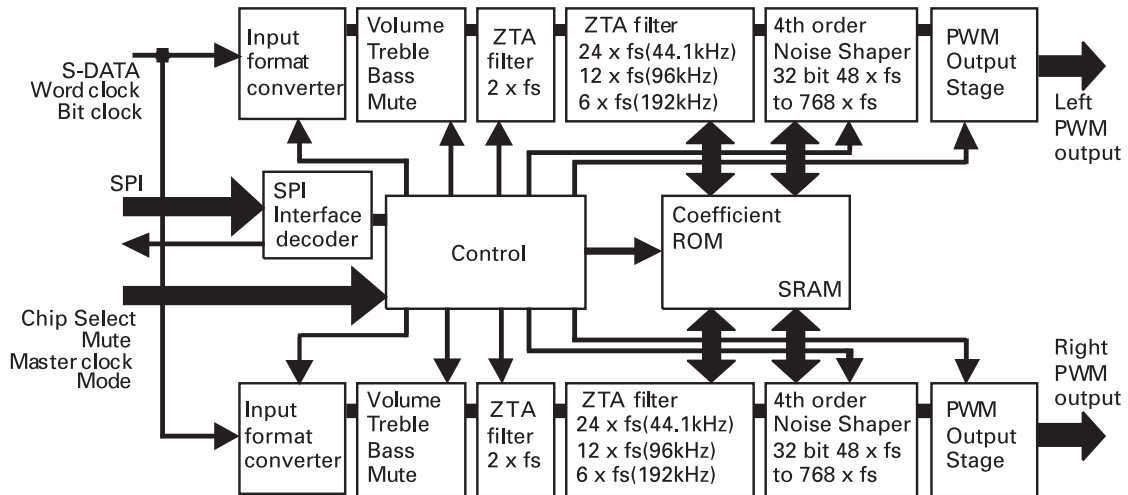 S-DATA
Word clock
Bit clock
Input
format
converter
Volume
Treble
Bass
Mute
ZTA
filter
2 x fs
ZTA filter
24 x fs(44.1kHz)
12 x fs(96kHz)
6 x fs(192kHz)
4th order
Noise Shaper
32 bit 48 x fs
to 768 x fs
PWM
Output
Stage
Left
PWM
output
SPI
SPI
Interface
decoder
Control
Coefficient
ROM
SRAM
Chip Select
Mute
Master clock
Mode
Input
format
converter
Volume
Treble
Bass
Mute
ZTA
filter
2 x fs
ZTA filter
24 x fs(44.1kHz)
12 x fs(96kHz)
6 x fs(192kHz)
4th order
Noise Shaper
32 bit 48 x fs
to 768 x fs
PWM
Output
Stage
Right
PWM
output